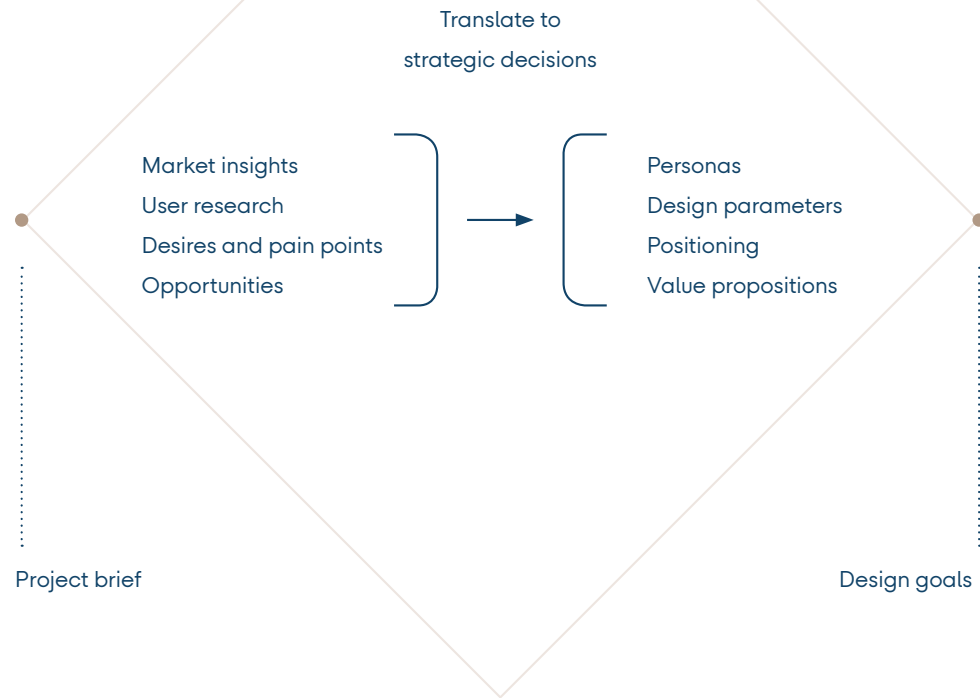 Translate to
strategic decisions
Market insights
User research
Desires and pain points
Opportunities
Personas
Design parameters
Positioning
Value propositions
Project brief
Design goals